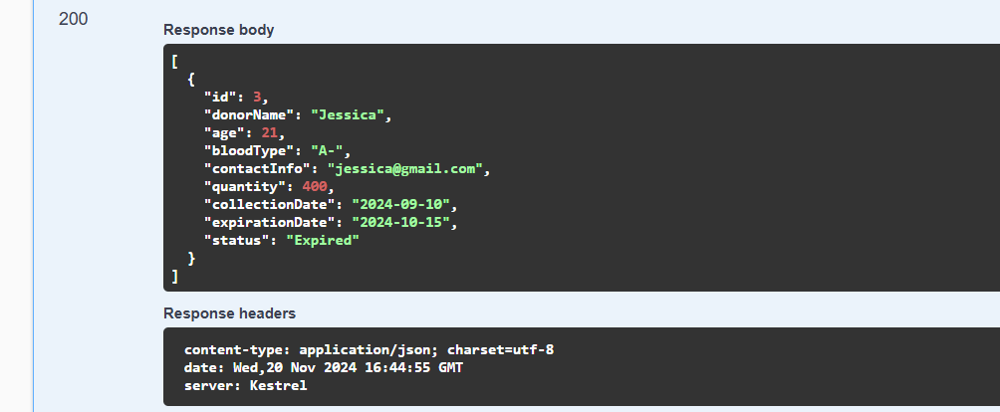 200
Response body
[
{
"id": 3,
"donorName": "Jessica",
"age": 21,
"bloodType": "A-",
"contactInfo": "jessica@gmail.com",
"quantity": 400,
"collectionDate": "2024-09-10",
"expirationDate": "2024-10-15",
"status": "Expired"
}
]
Response headers
content-type: application/json; charset=utf-8
date: Wed,20 Nov 2024 16:44:55 GMT
server: Kestrel